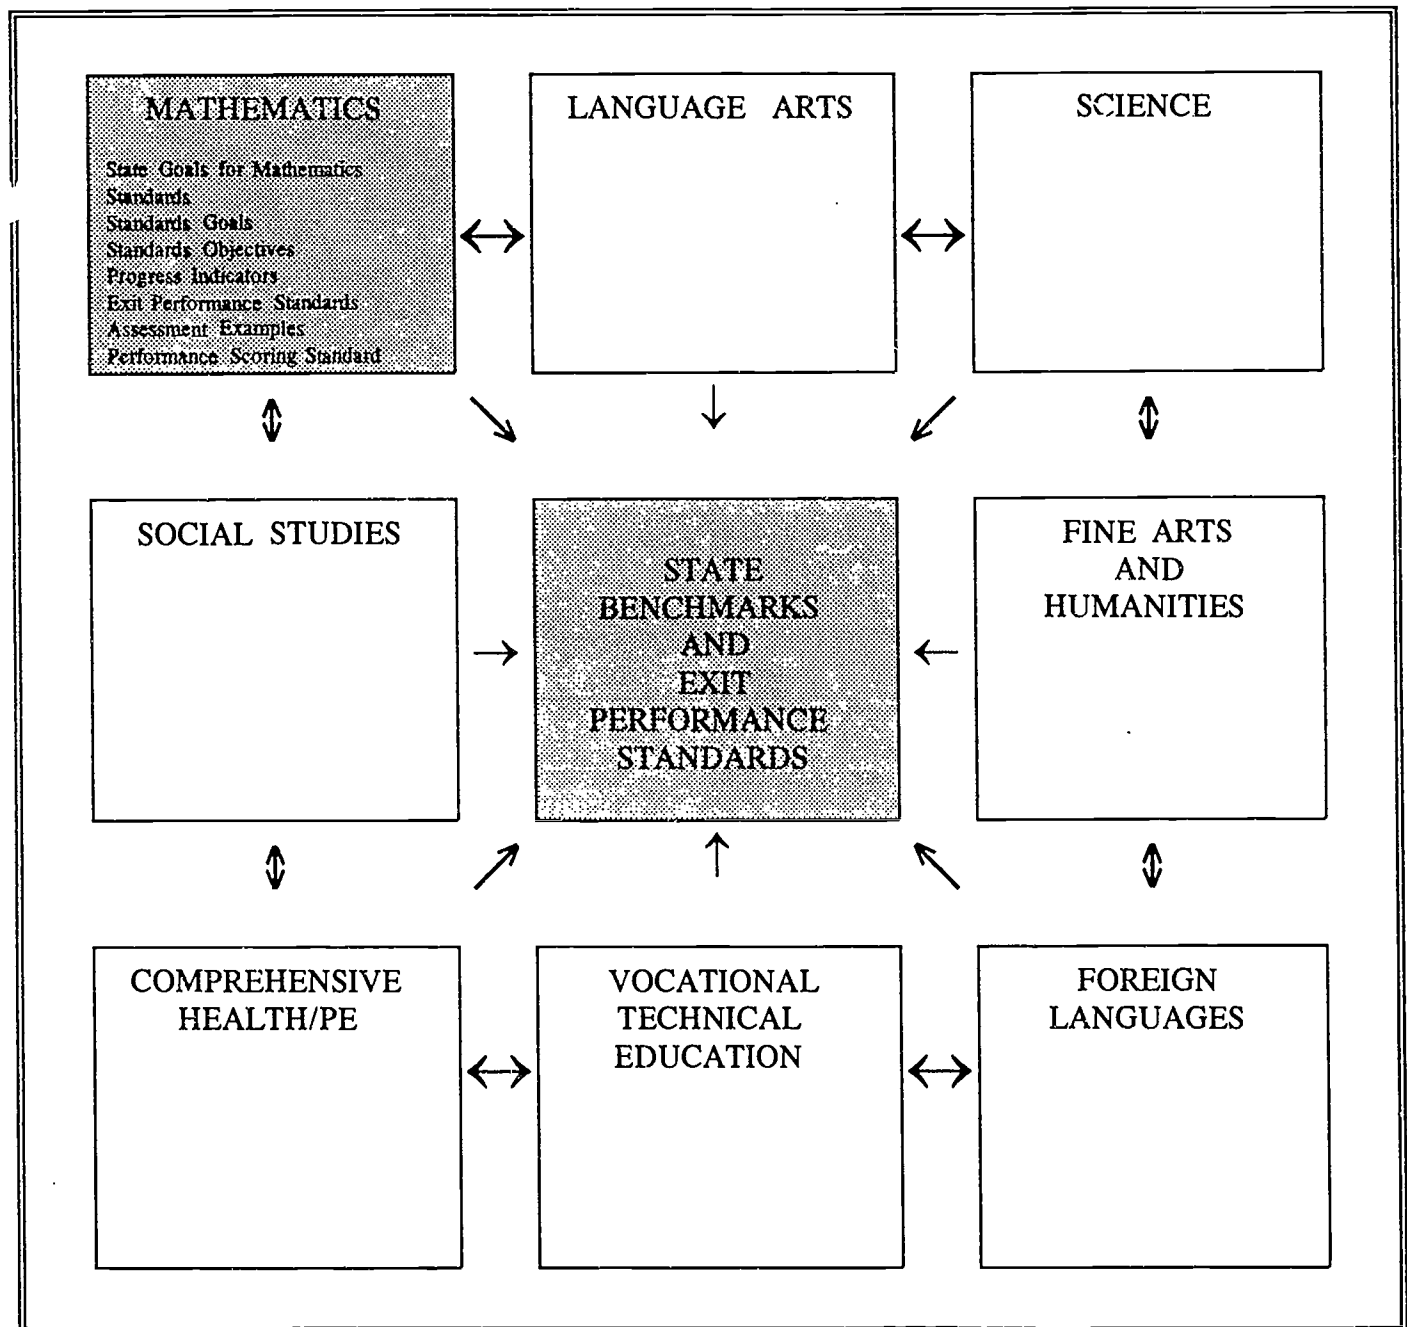 MATHEMATICS
State Goals for Mathematics
Standards
Standards Goals
Standards Objectives
Progress Indicators
Exit Performance Standards
Assessment Examples
Performance Scoring Standard
LANGUAGE ARTS
SCIENCE
SOCIAL STUDIES
STATE
BENCHMARKS
AND
EXIT
PERFORMANCE
STANDARDS
FINE ARTS
AND
HUMANITIES
COMPREHENSIVE
HEALTH/PE
VOCATIONAL
TECHNICAL
EDUCATION
FOREIGN
LANGUAGES